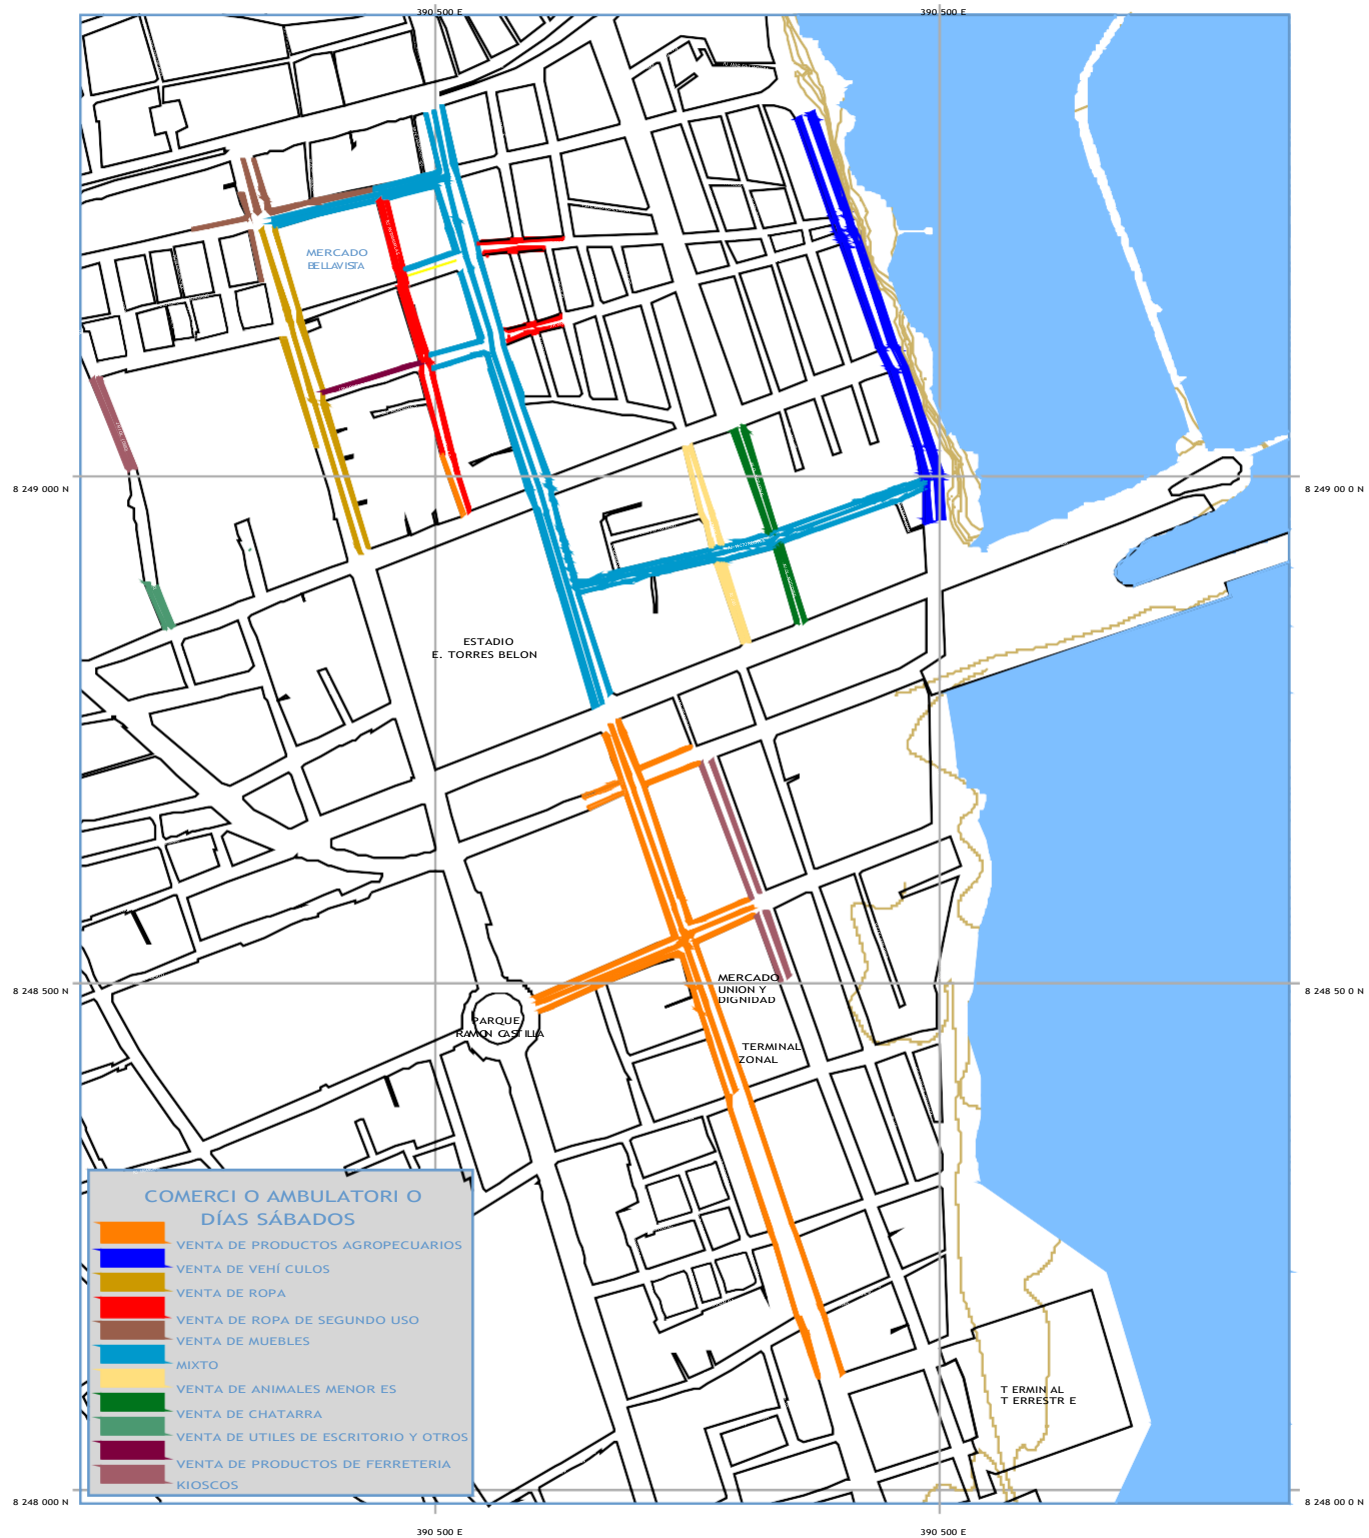 390 500 E
390 500 E
MERCADO
BELLAVISTA
8 249 000 N
8 249 00 0 N
ESTADIO
E. TORRES BELON
MERCADO
UNION Y
DIGNIDAD
8 248 500 N
8 248 50 0 N
PARQUE
RAMON CASTILLA
TERMINAL
ZONAL
COMERCI O AMBULATORI O
DÍAS SÁBADOS
VENTA DE PRODUCTOS AGROPECUARIOS
VENTA DE VEHÍ CULOS
VENTA DE ROPA
VENTA DE ROPA DE SEGUNDO USO
VENTA DE MUEBLES
MIXTO
VENTA DE ANIMALES MENOR ES
VENTA DE CHATARRA
VENTA DE UTILES DE ESCRITORIO Y OTROS
VENTA DE PRODUCTOS DE FERRETERIA
KIOSCOS
T ERMIN AL
T ERRESTR E
8 248 000 N
8 248 00 0 N
390 500 E
390 500 E